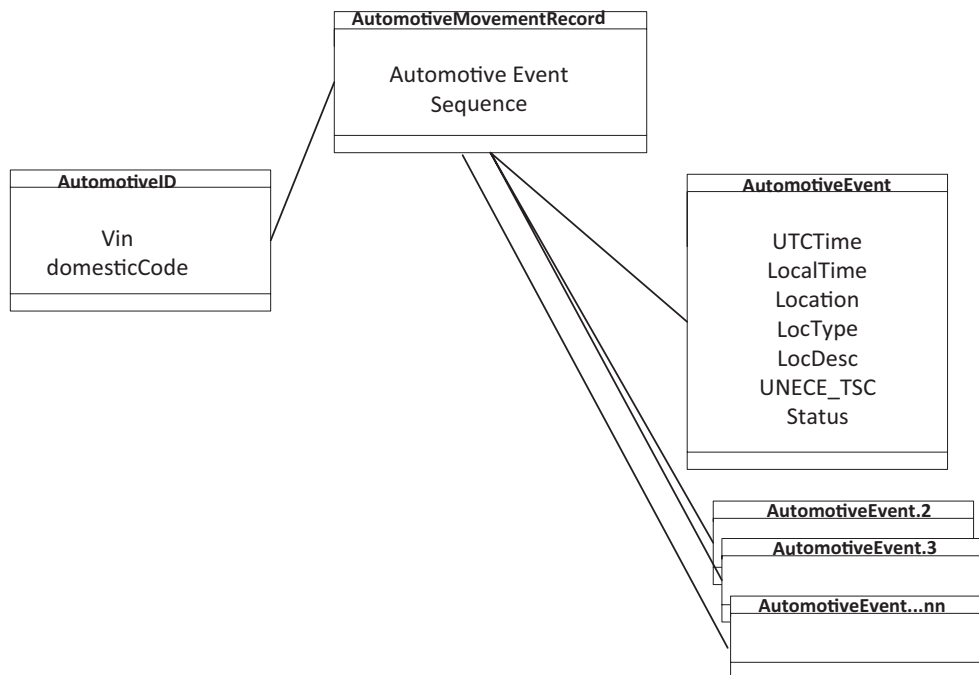 AutomotiveMovementRecord
Automotive Event
Sequence
AutomotiveID
Vin
domesticCode
AutomotiveEvent
UTCTime
LocalTime
Location
LocType
LocDesc
UNECE_TSC
Status
AutomotiveEvent.2
AutomotiveEvent.3
AutomotiveEvent...nn